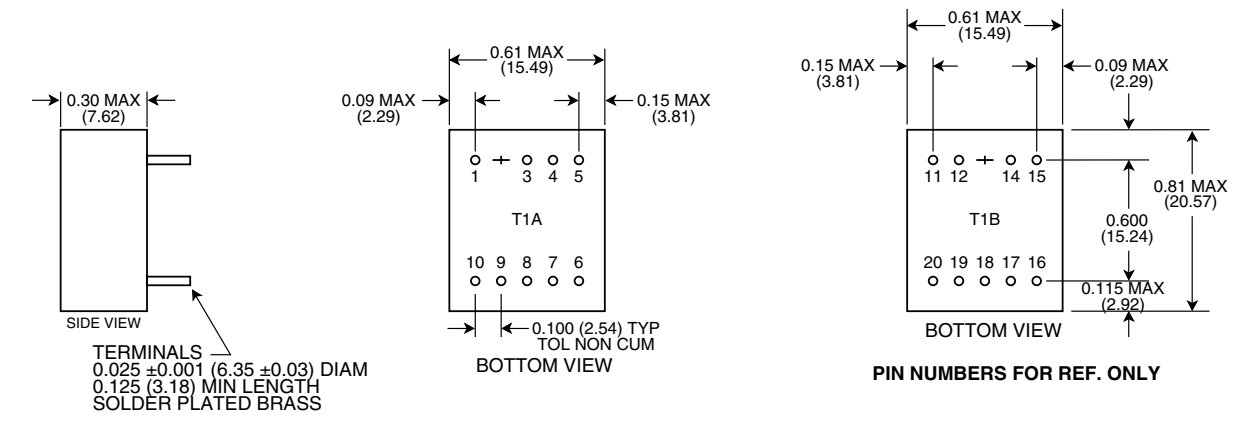 0.30 MAX
(7.62)
SIDE VIEW
TERMINALS
0.025 ±0.001 (6.35 ±0.03) DIAM
0.125 (3.18) MIN LENGTH
SOLDER PLATED BRASS
0.61 MAX
(15.49)
0.09 MAX
(2.29)
0.15 MAX
(3.81)
1 3 4 5
T1A
10 9 8 7 6
0.100 (2.54) TYP
TOL NON CUM
BOTTOM VIEW
0.61 MAX
(15.49)
0.15 MAX
(3.81)
0.09 MAX
(2.29)
11 12 14 15
T1B
20 19 18 17 16
0.81 MAX
(20.57)
0.600
(15.24)
0.115 MAX
(2.92)
BOTTOM VIEW
PIN NUMBERS FOR REF. ONLY